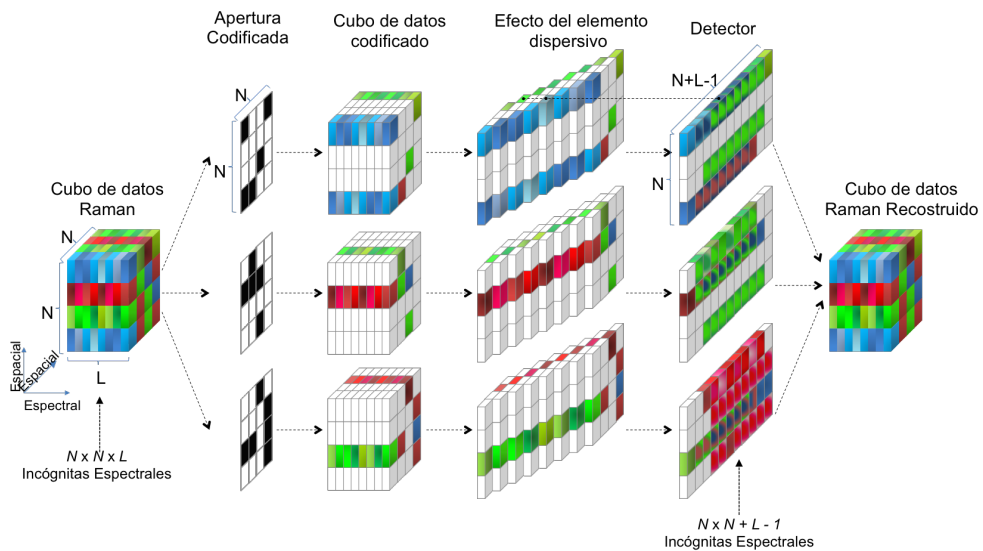 Apertura
Codificada
Cubo de datos
codificado
Efecto del elemento
dispersivo
Detector
N
N
N+L-1
N
Cubo de datos
Raman
N
N
L
Espacial
Espacial
Espectral
N x N x L
Incógnitas Espectrales
Cubo de datos
Raman Recostruido
N x N + L - 1
Incógnitas Espectrales